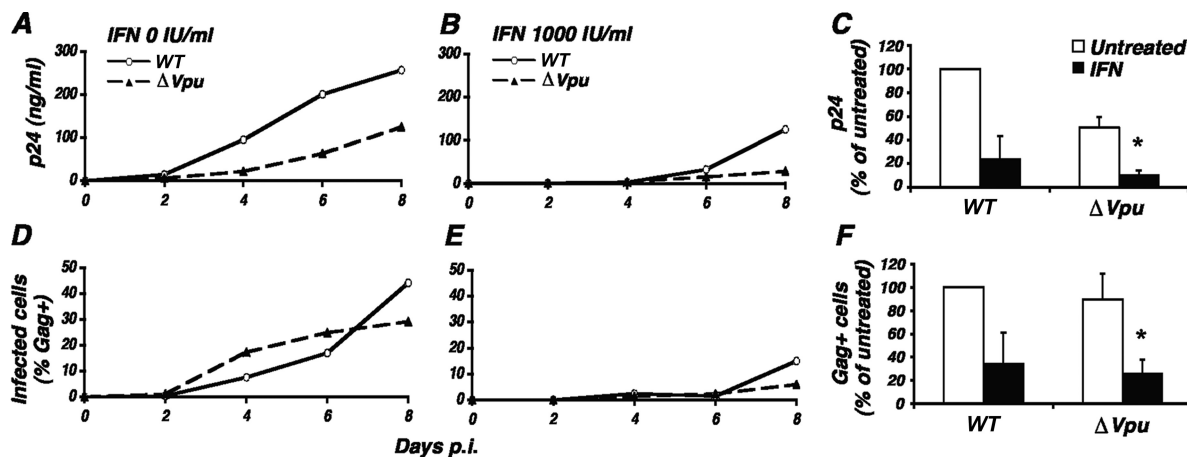 A IFN 0 IU/ml
300
200
100
0
p24 (ng/ml)
WT
Δ Vpu
0 2 4 6 8
B IFN 1000 IU/ml
300
200
100
0
WT
Δ Vpu
0 2 4 6 8
C
p24
(% of untreated)
120
100
80
60
40
20
0
Untreated
IFN
*
WT Δ Vpu
D
Infected cells
(% Gag+)
50
40
30
20
10
0
0 2 4 6 8
E
50
40
30
20
10
0
0 2 4 6 8
Days p.i.
F
Gag+ cells
(% of untreated)
120
100
80
60
40
20
0
*
WT Δ Vpu